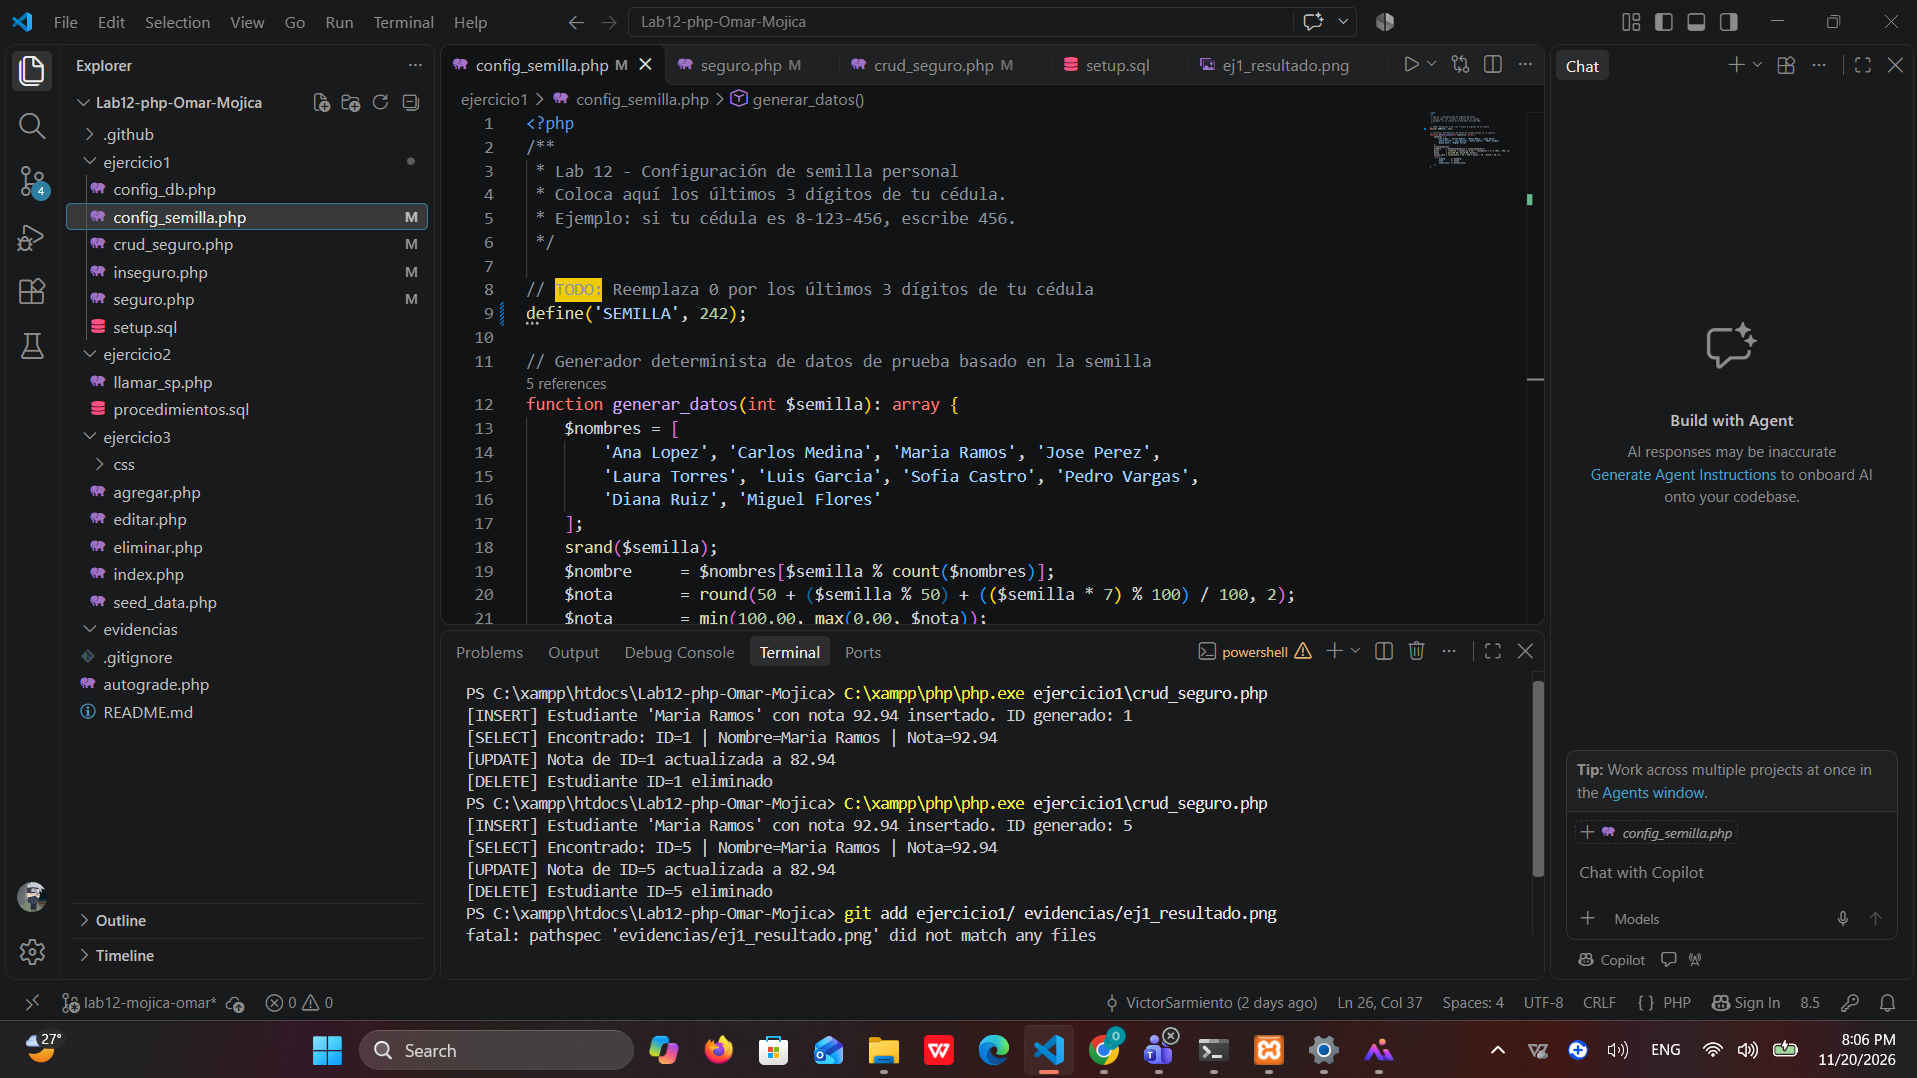 File Edit Selection View Go Run Terminal Help
Lab12-php-Omar-Mojica
Explorer
Lab12-php-Omar-Mojica
.github
ejercicio1
config_db.php
config_semilla.php M
crud_seguro.php M
inseguro.php M
seguro.php M
setup.sql
ejercicio2
llamar_sp.php
procedimientos.sql
ejercicio3
css
agregar.php
editar.php
eliminar.php
index.php
seed_data.php
evidencias
.gitignore
autograde.php
README.md
Outline
Timeline
4
config_semilla.php M
seguro.php M
crud_seguro.php M
setup.sql
ej1_resultado.png
ejercicio1 > config_semilla.php > generar_datos()
1 <?php
2 /**
3 * Lab 12 - Configuración de semilla personal
4 * Coloca aquí los últimos 3 dígitos de tu cédula.
5 * Ejemplo: si tu cédula es 8-123-456, escribe 456.
6 */
7
8 // TODO: Reemplaza 0 por los últimos 3 dígitos de tu cédula
9 define('SEMILLA', 242);
10
11 // Generador determinista de datos de prueba basado en la semilla
5 references
12 function generar_datos(int $semilla): array {
13 $nombres = [
14 'Ana Lopez', 'Carlos Medina', 'Maria Ramos', 'Jose Perez',
15 'Laura Torres', 'Luis Garcia', 'Sofia Castro', 'Pedro Vargas',
16 'Diana Ruiz', 'Miguel Flores'
17 ];
18 srand($semilla);
19 $nombre = $nombres[$semilla % count($nombres)];
20 $nota = round(50 + ($semilla % 50) + (($semilla * 7) % 100) / 100, 2);
21 $nota = min(100.00, max(0.00, $nota));
Problems Output Debug Console Terminal Ports
powershell
PS C:\xampp\htdocs\Lab12-php-Omar-Mojica> C:\xampp\php\php.exe ejercicio1\crud_seguro.php
[INSERT] Estudiante 'Maria Ramos' con nota 92.94 insertado. ID generado: 1
[SELECT] Encontrado: ID=1 | Nombre=Maria Ramos | Nota=92.94
[UPDATE] Nota de ID=1 actualizada a 82.94
[DELETE] Estudiante ID=1 eliminado
PS C:\xampp\htdocs\Lab12-php-Omar-Mojica> C:\xampp\php\php.exe ejercicio1\crud_seguro.php
[INSERT] Estudiante 'Maria Ramos' con nota 92.94 insertado. ID generado: 5
[SELECT] Encontrado: ID=5 | Nombre=Maria Ramos | Nota=92.94
[UPDATE] Nota de ID=5 actualizada a 82.94
[DELETE] Estudiante ID=5 eliminado
PS C:\xampp\htdocs\Lab12-php-Omar-Mojica> git add ejercicio1/ evidencias/ej1_resultado.png
fatal: pathspec 'evidencias/ej1_resultado.png' did not match any files
Chat
Build with Agent
AI responses may be inaccurate
Generate Agent Instructions to onboard AI
onto your codebase.
Tip: Work across multiple projects at once in
the Agents window.
config_semilla.php
Chat with Copilot
Models
Copilot
lab12-mojica-omar*
0 0
VictorSarmiento (2 days ago)
Ln 26, Col 37
Spaces: 4
UTF-8
CRLF
{ } PHP
Sign In
8.5
27°
Search
0
ENG
8:06 PM
11/20/2026